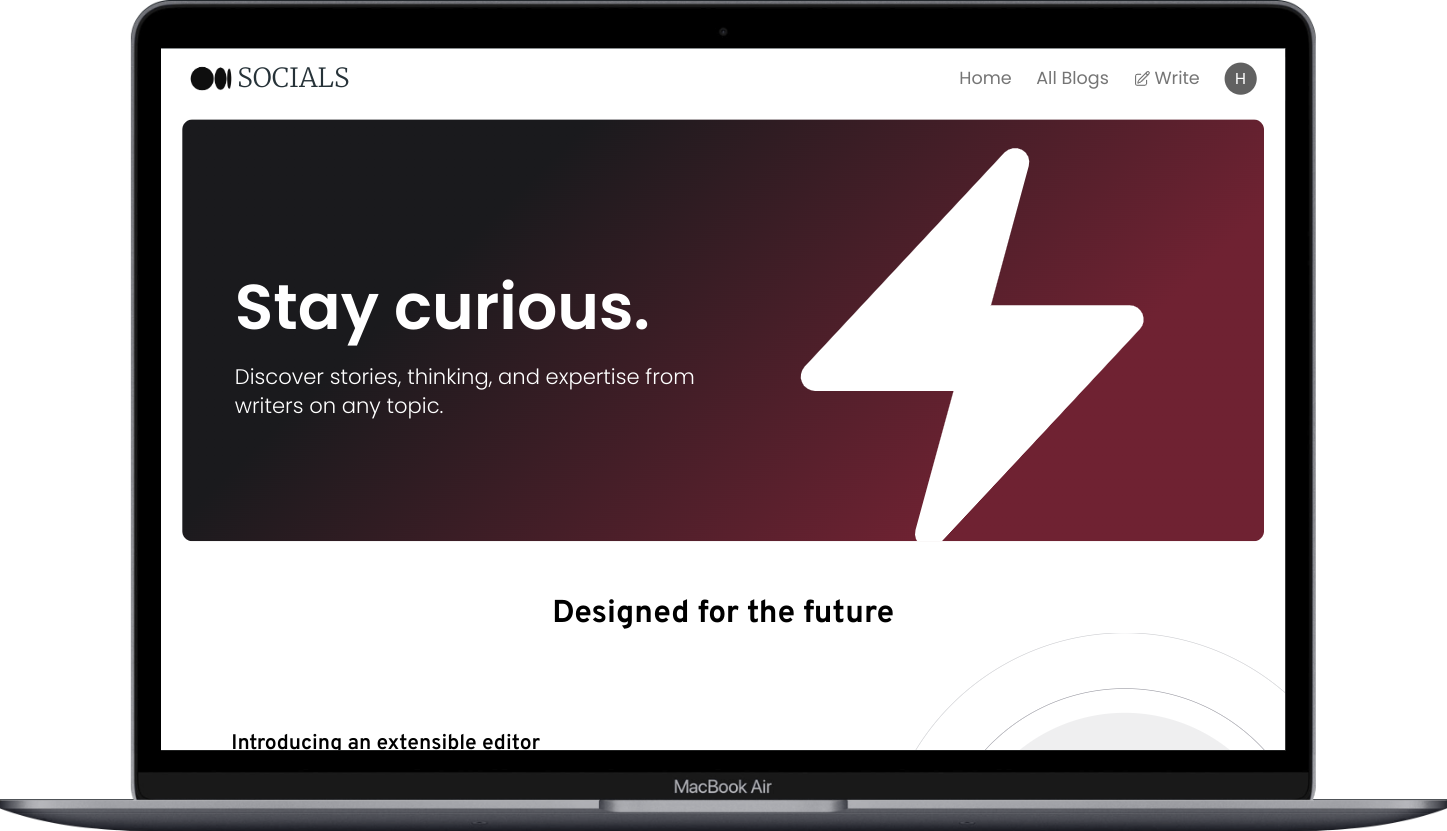 SOCIALS
Home
All Blogs
Write
H
Stay curious.
Discover stories, thinking, and expertise from
writers on any topic.
Designed for the future
Introducing an extensible editor
MacBook Air